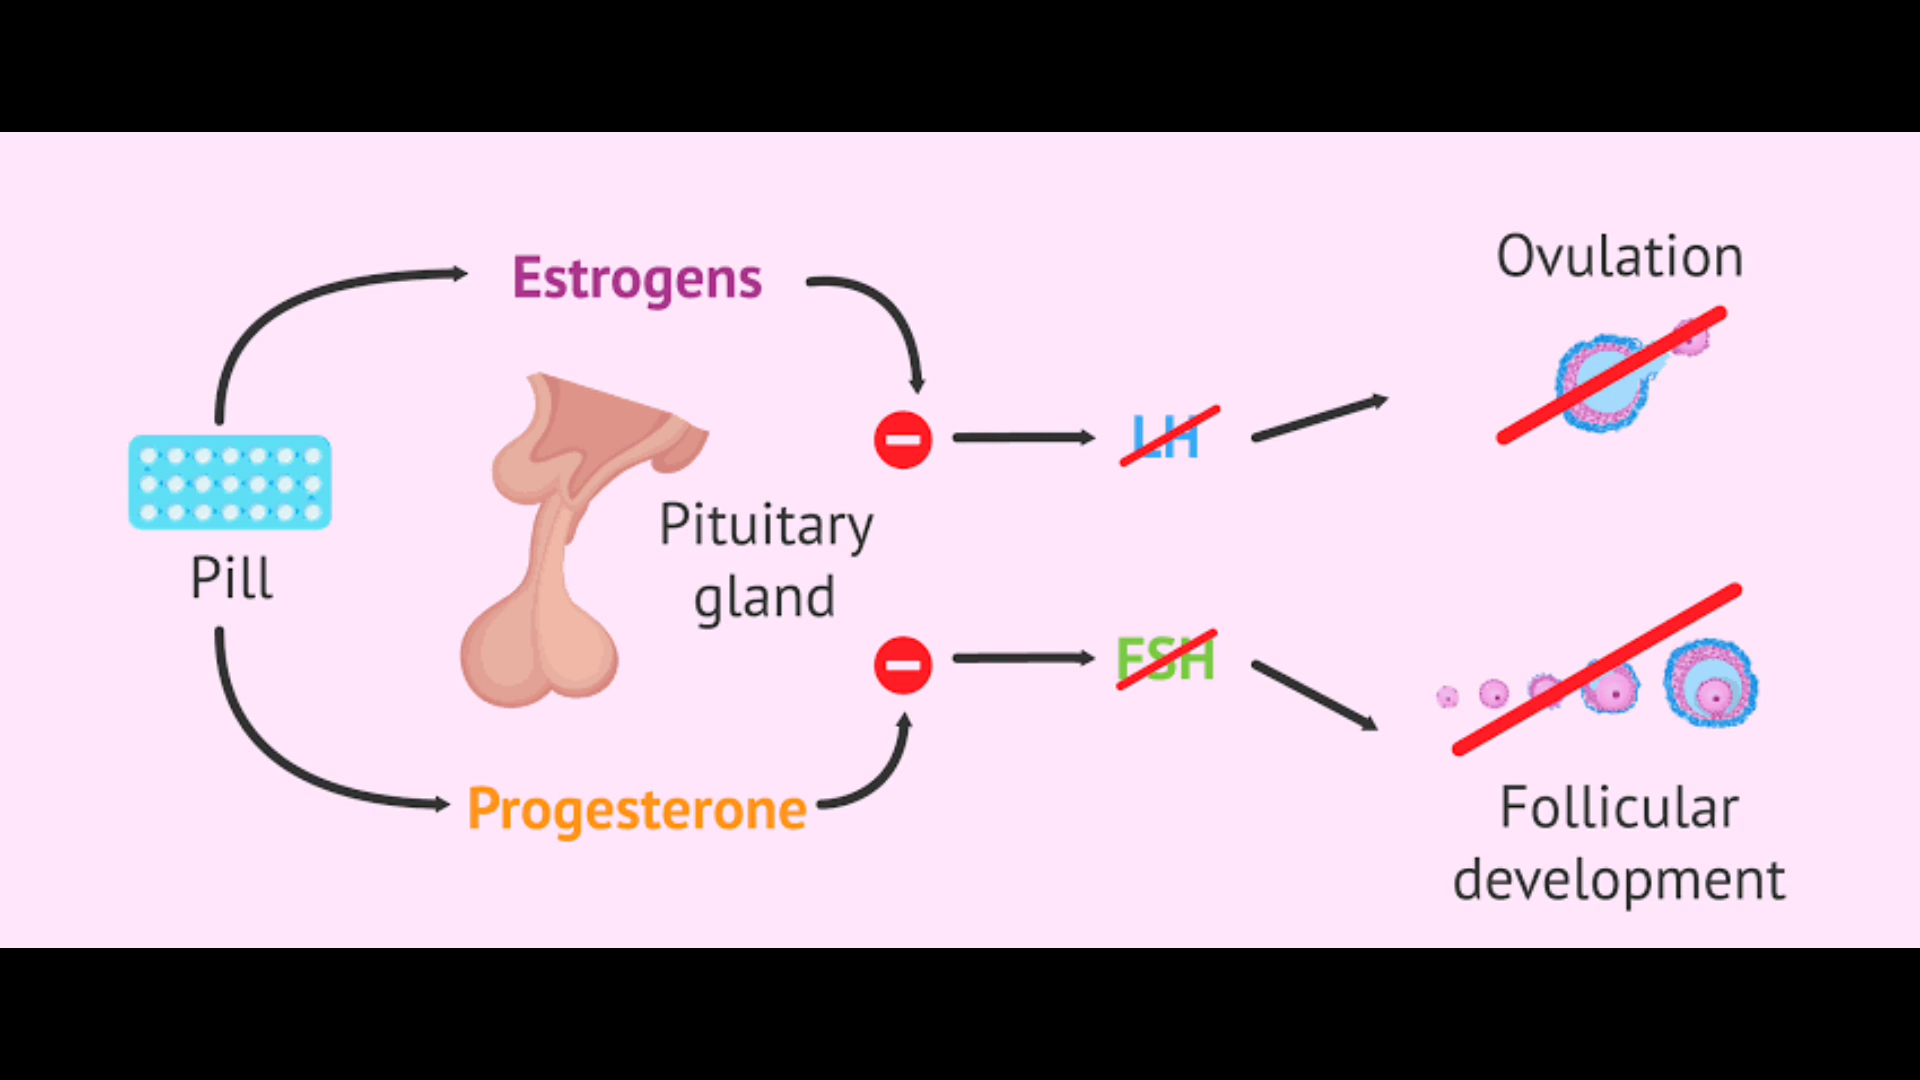 Ovulation
Estrogens
LH
Pituitary
gland
Pill
FSH
Progesterone
Follicular
development